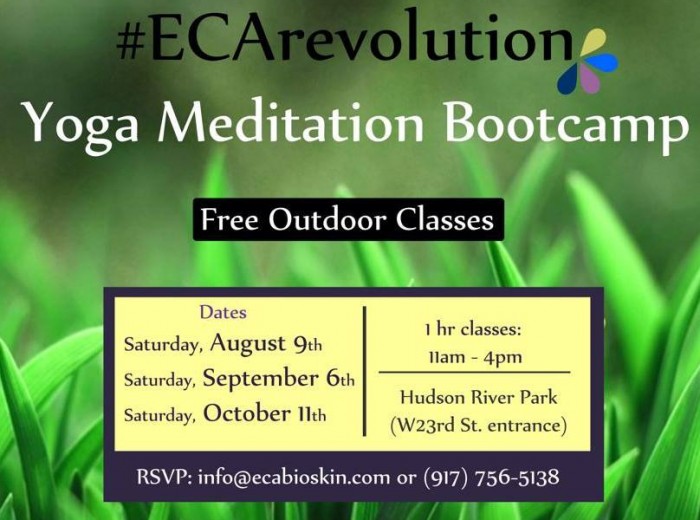 #ECArevolution
Yoga Meditation Bootcamp
Free Outdoor Classes
Dates
Saturday, August 9th
Saturday, September 6th
Saturday, October 11th
1 hr classes:
11am - 4pm
Hudson River Park
(W23rd St. entrance)
RSVP: info@ecabioskin.com or (917) 756-5138